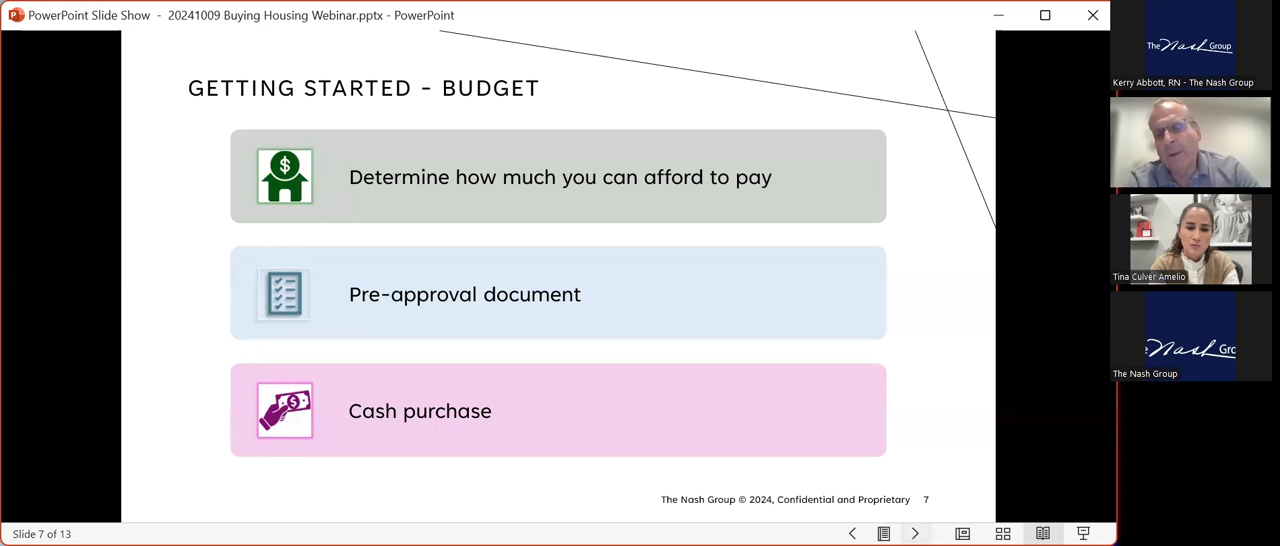 PowerPoint Slide Show - 20241009 Buying Housing Webinar.pptx - PowerPoint
GETTING STARTED - BUDGET
$
Determine how much you can afford to pay
Pre-approval document
$
Cash purchase
The Nash Group © 2024, Confidential and Proprietary 7
Slide 7 of 13
The Nash Group
Kerry Abbott, RN - The Nash Group
Tina Culver Amelio
e Nash Grc
The Nash Group